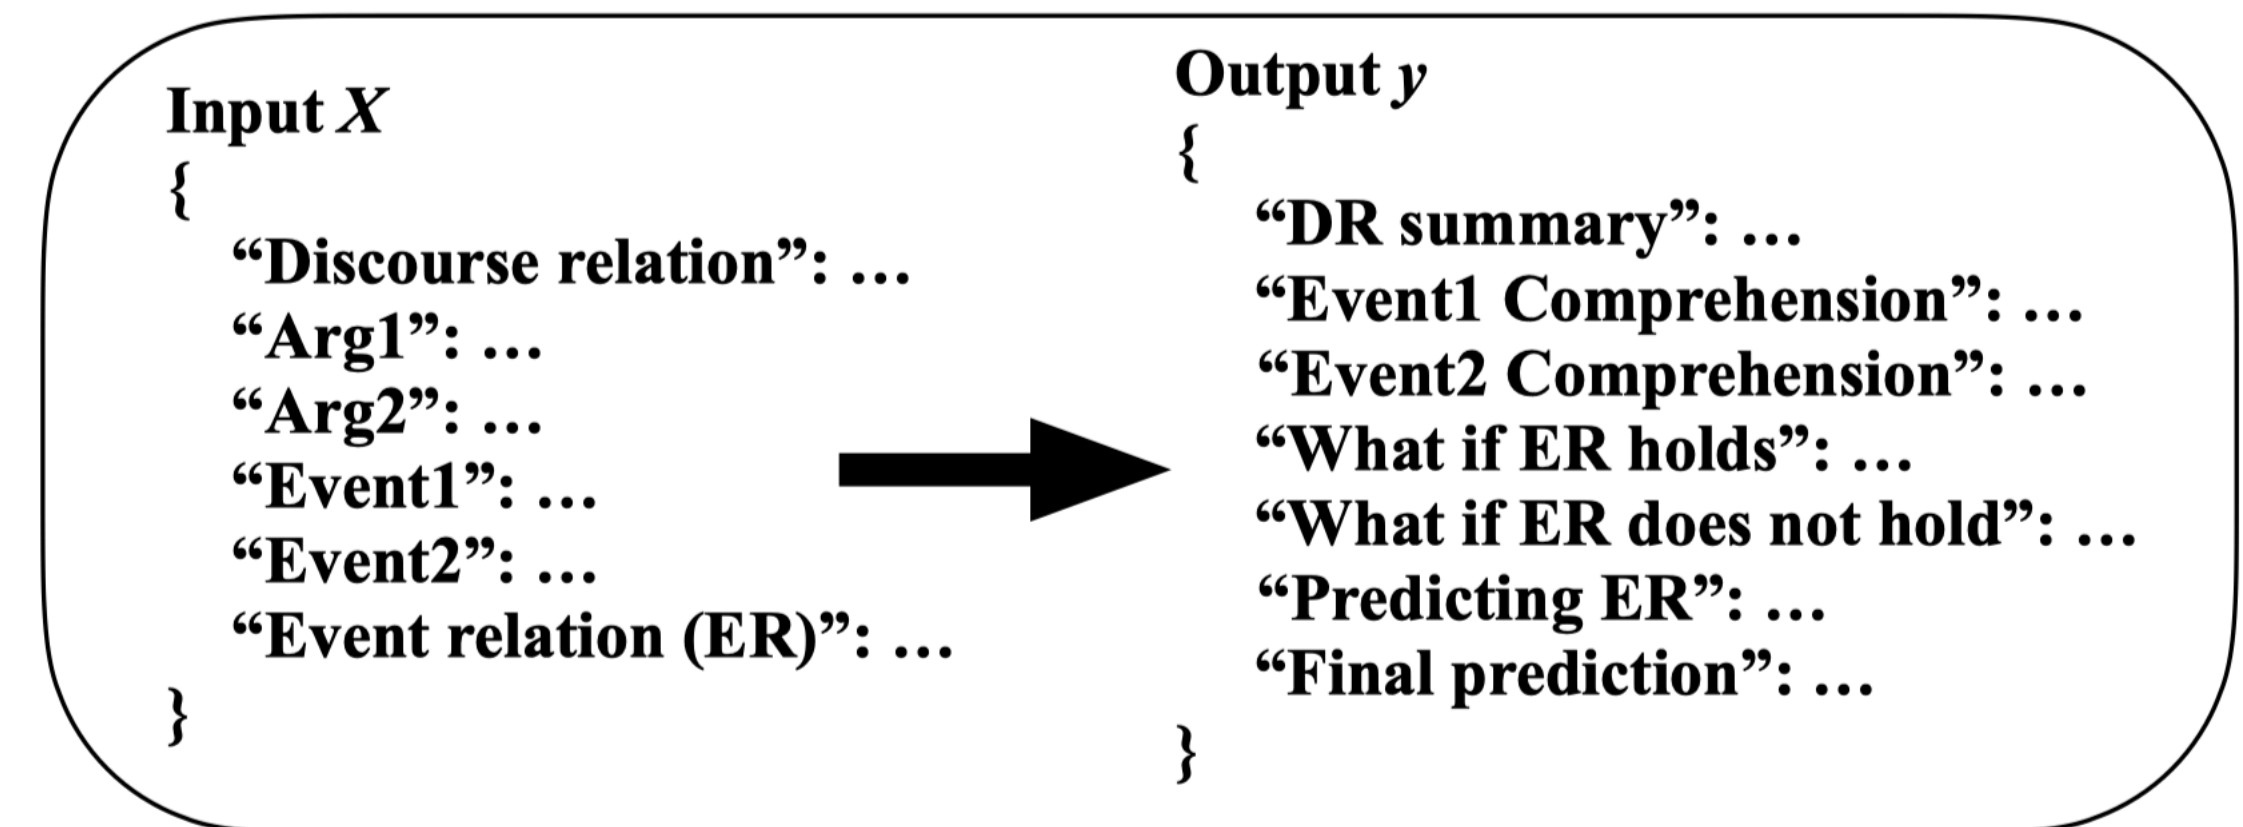 Input X
{
“Discourse relation”: …
“Arg1”: …
“Arg2”: …
“Event1”: …
“Event2”: …
“Event relation (ER)”: …
}
Output y
{
“DR summary”: …
“Event1 Comprehension”: …
“Event2 Comprehension”: …
“What if ER holds”: …
“What if ER does not hold”: …
“Predicting ER”: …
“Final prediction”: …
}